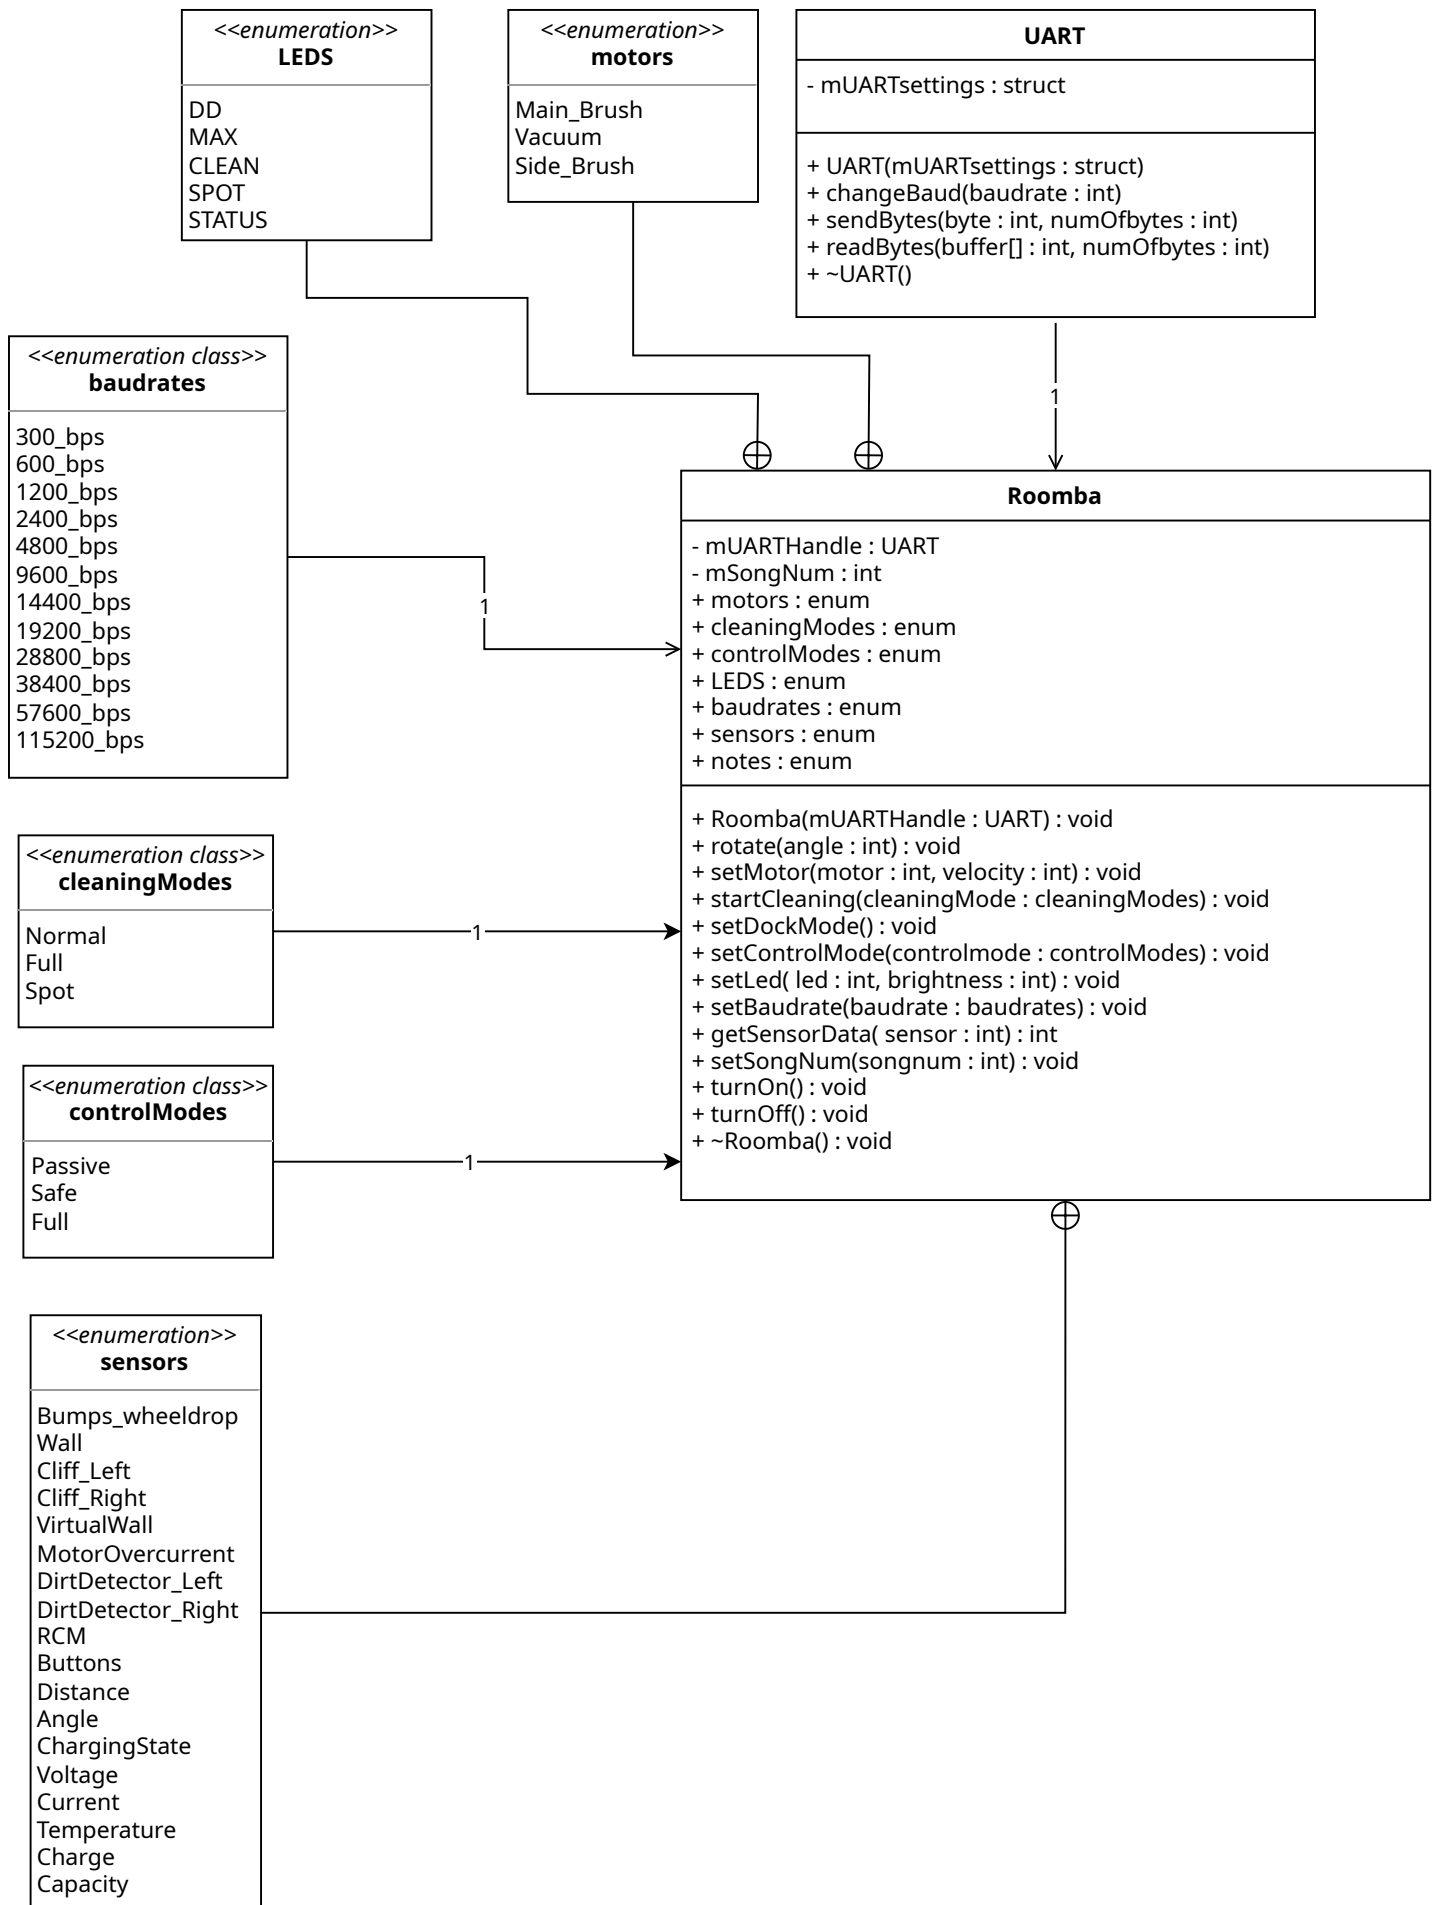 <<enumeration>>
LEDS
DD
MAX
CLEAN
SPOT
STATUS
<<enumeration>>
motors
Main_Brush
Vacuum
Side_Brush
UART
- mUARTsettings : struct
+ UART(mUARTsettings : struct)
+ changeBaud(baudrate : int)
+ sendBytes(byte : int, numOfbytes : int)
+ readBytes(buffer[] : int, numOfbytes : int)
+ ~UART()
1
<<enumeration class>>
baudrates
300_bps
600_bps
1200_bps
2400_bps
4800_bps
9600_bps
14400_bps
19200_bps
28800_bps
38400_bps
57600_bps
115200_bps
1
Roomba
- mUARTHandle : UART
- mSongNum : int
+ motors : enum
+ cleaningModes : enum
+ controlModes : enum
+ LEDS : enum
+ baudrates : enum
+ sensors : enum
+ notes : enum
+ Roomba(mUARTHandle : UART) : void
+ rotate(angle : int) : void
+ setMotor(motor : int, velocity : int) : void
+ startCleaning(cleaningMode : cleaningModes) : void
+ setDockMode() : void
+ setControlMode(controlmode : controlModes) : void
+ setLed( led : int, brightness : int) : void
+ setBaudrate(baudrate : baudrates) : void
+ getSensorData( sensor : int) : int
+ setSongNum(songnum : int) : void
+ turnOn() : void
+ turnOff() : void
+ ~Roomba() : void
<<enumeration class>>
cleaningModes
Normal
Full
Spot
1
<<enumeration class>>
controlModes
Passive
Safe
Full
1
<<enumeration>>
sensors
Bumps_wheeldrop
Wall
Cliff_Left
Cliff_Right
VirtualWall
MotorOvercurrent
DirtDetector_Left
DirtDetector_Right
RCM
Buttons
Distance
Angle
ChargingState
Voltage
Current
Temperature
Charge
Capacity